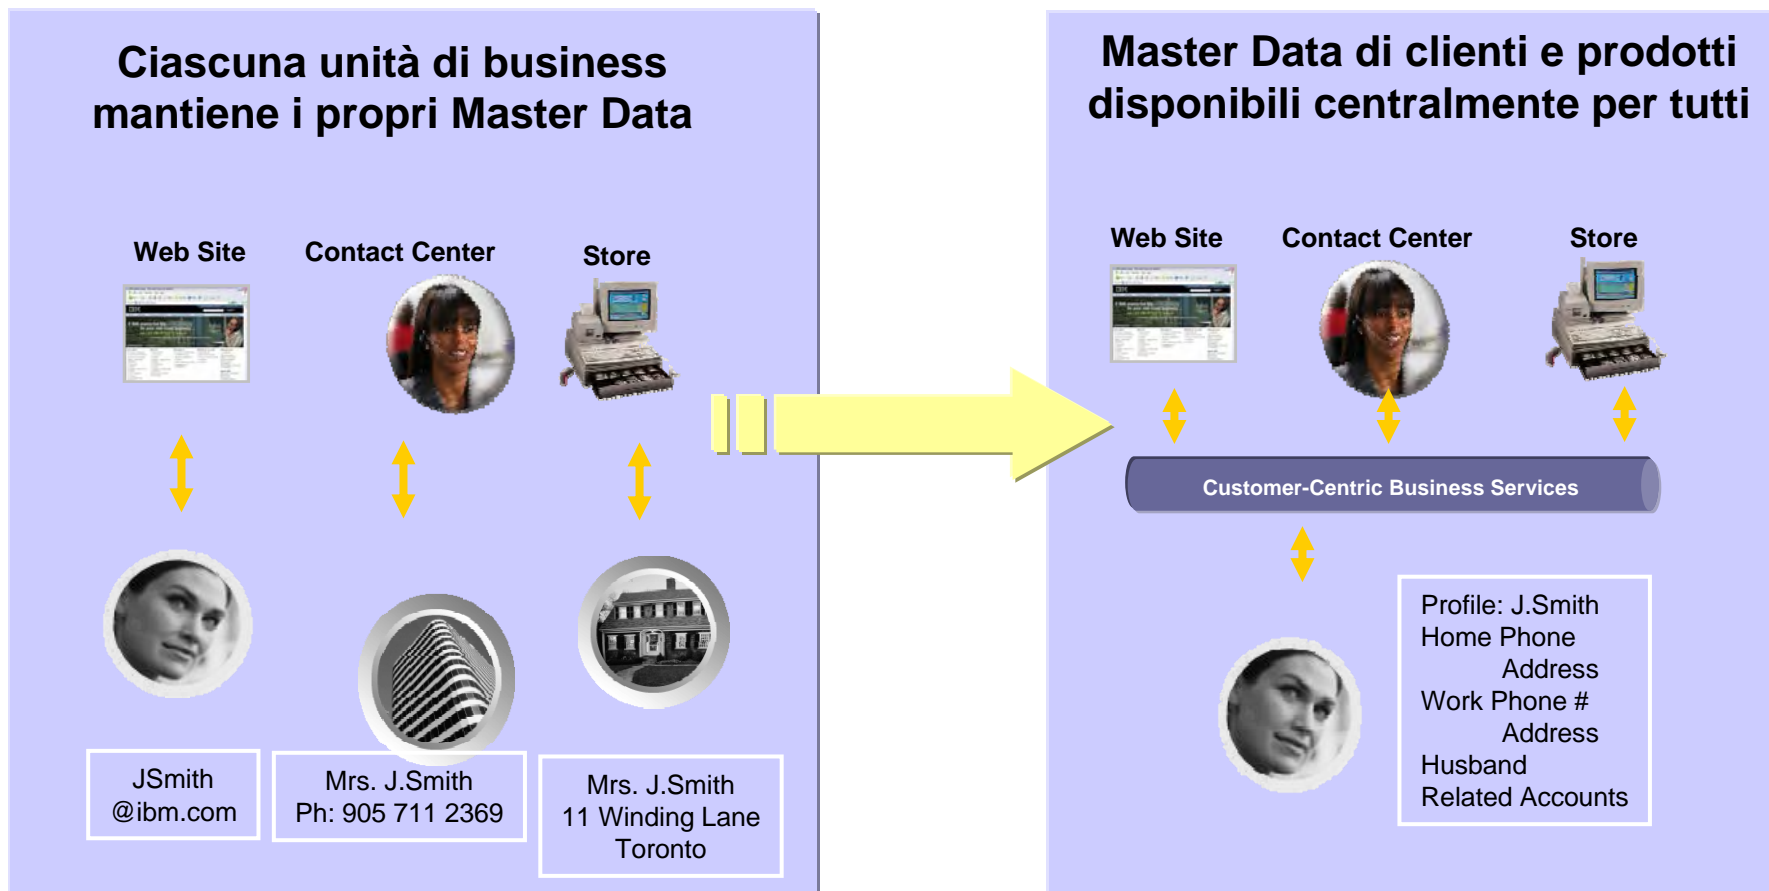 Ciascuna unità di business
mantiene i propri Master Data
Web Site
Contact Center
Store
JSmith
@ibm.com
Mrs. J.Smith
Ph: 905 711 2369
Mrs. J.Smith
11 Winding Lane
Toronto
Master Data di clienti e prodotti
disponibili centralmente per tutti
Web Site
Contact Center
Store
Customer-Centric Business Services
Profile: J.Smith
Home Phone
Address
Work Phone #
Address
Husband
Related Accounts